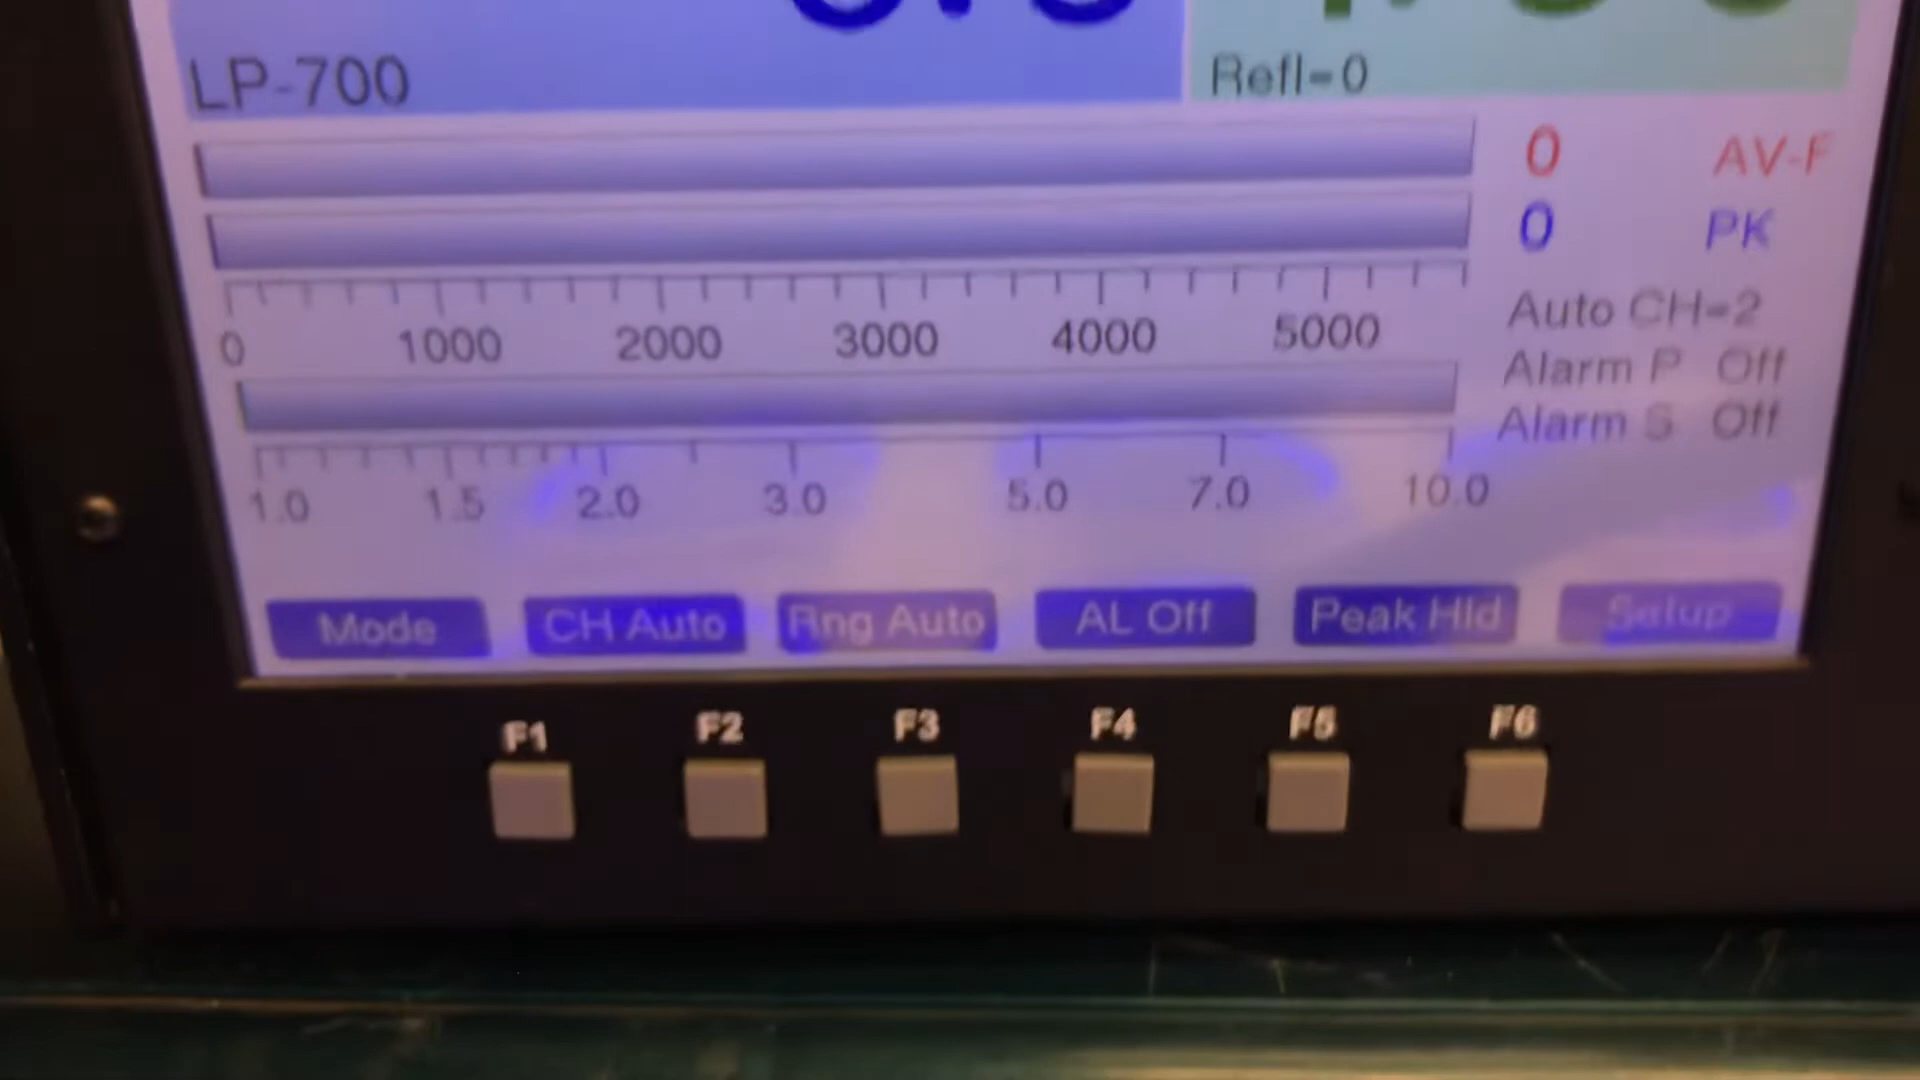 LP-700
Refl=0
0 AV-F
0 PK
0 1000 2000 3000 4000 5000
Auto CH=2
Alarm P Off
Alarm S Off
1.0 1.5 2.0 3.0 5.0 7.0 10.0
Mode CH Auto Rng Auto AL Off Peak Hld Setup
F1 F2 F3 F4 F5 F6